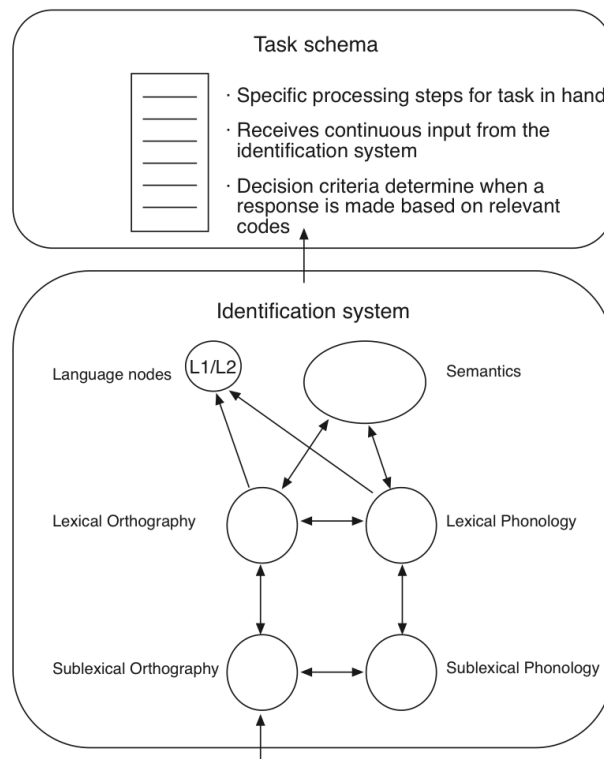 Task schema
· Specific processing steps for task in hand
· Receives continuous input from the
identification system
· Decision criteria determine when a
response is made based on relevant
codes
Identification system
Language nodes
L1/L2
Semantics
Lexical Orthography
Lexical Phonology
Sublexical Orthography
Sublexical Phonology